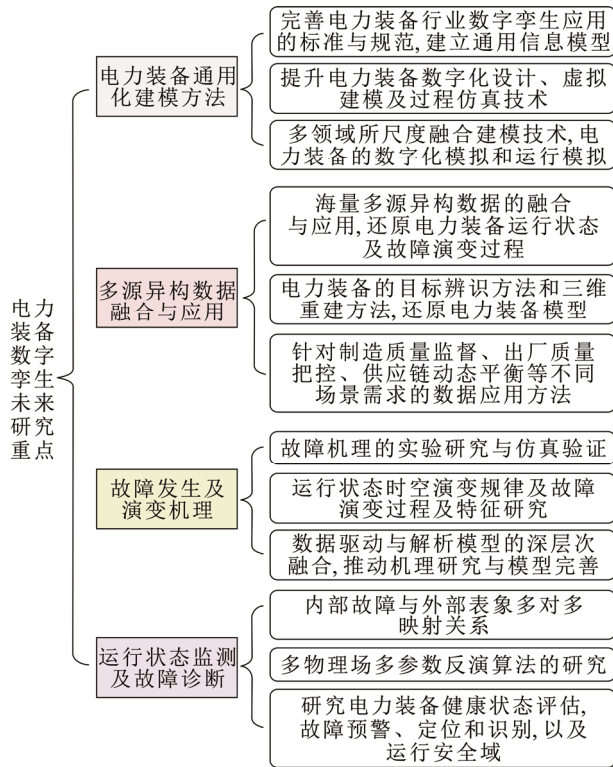 电力
装备
数字
孪生
未来
研究
重点
电力装备通用
化建模方法
完善电力装备行业数字孪生应用
的标准与规范,建立通用信息模型
提升电力装备数字化设计、虚拟
建模及过程仿真技术
多领域所尺度融合建模技术,电
力装备的数字化模拟和运行模拟
多源异构数据
融合与应用
海量多源异构数据的融合
与应用,还原电力装备运行状态
及故障演变过程
电力装备的目标辨识方法和三维
重建方法,还原电力装备模型
针对制造质量监督、出厂质量
把控、供应链动态平衡等不同
场景需求的数据应用方法
故障发生及
演变机理
故障机理的实验研究与仿真验证
运行状态时空演变规律及故障
演变过程及特征研究
数据驱动与解析模型的深层次
融合,推动机理研究与模型完善
运行状态监测
及故障诊断
内部故障与外部表象多对多
映射关系
多物理场多参数反演算法的研究
研究电力装备健康状态评估,
故障预警、定位和识别,以及
运行安全域